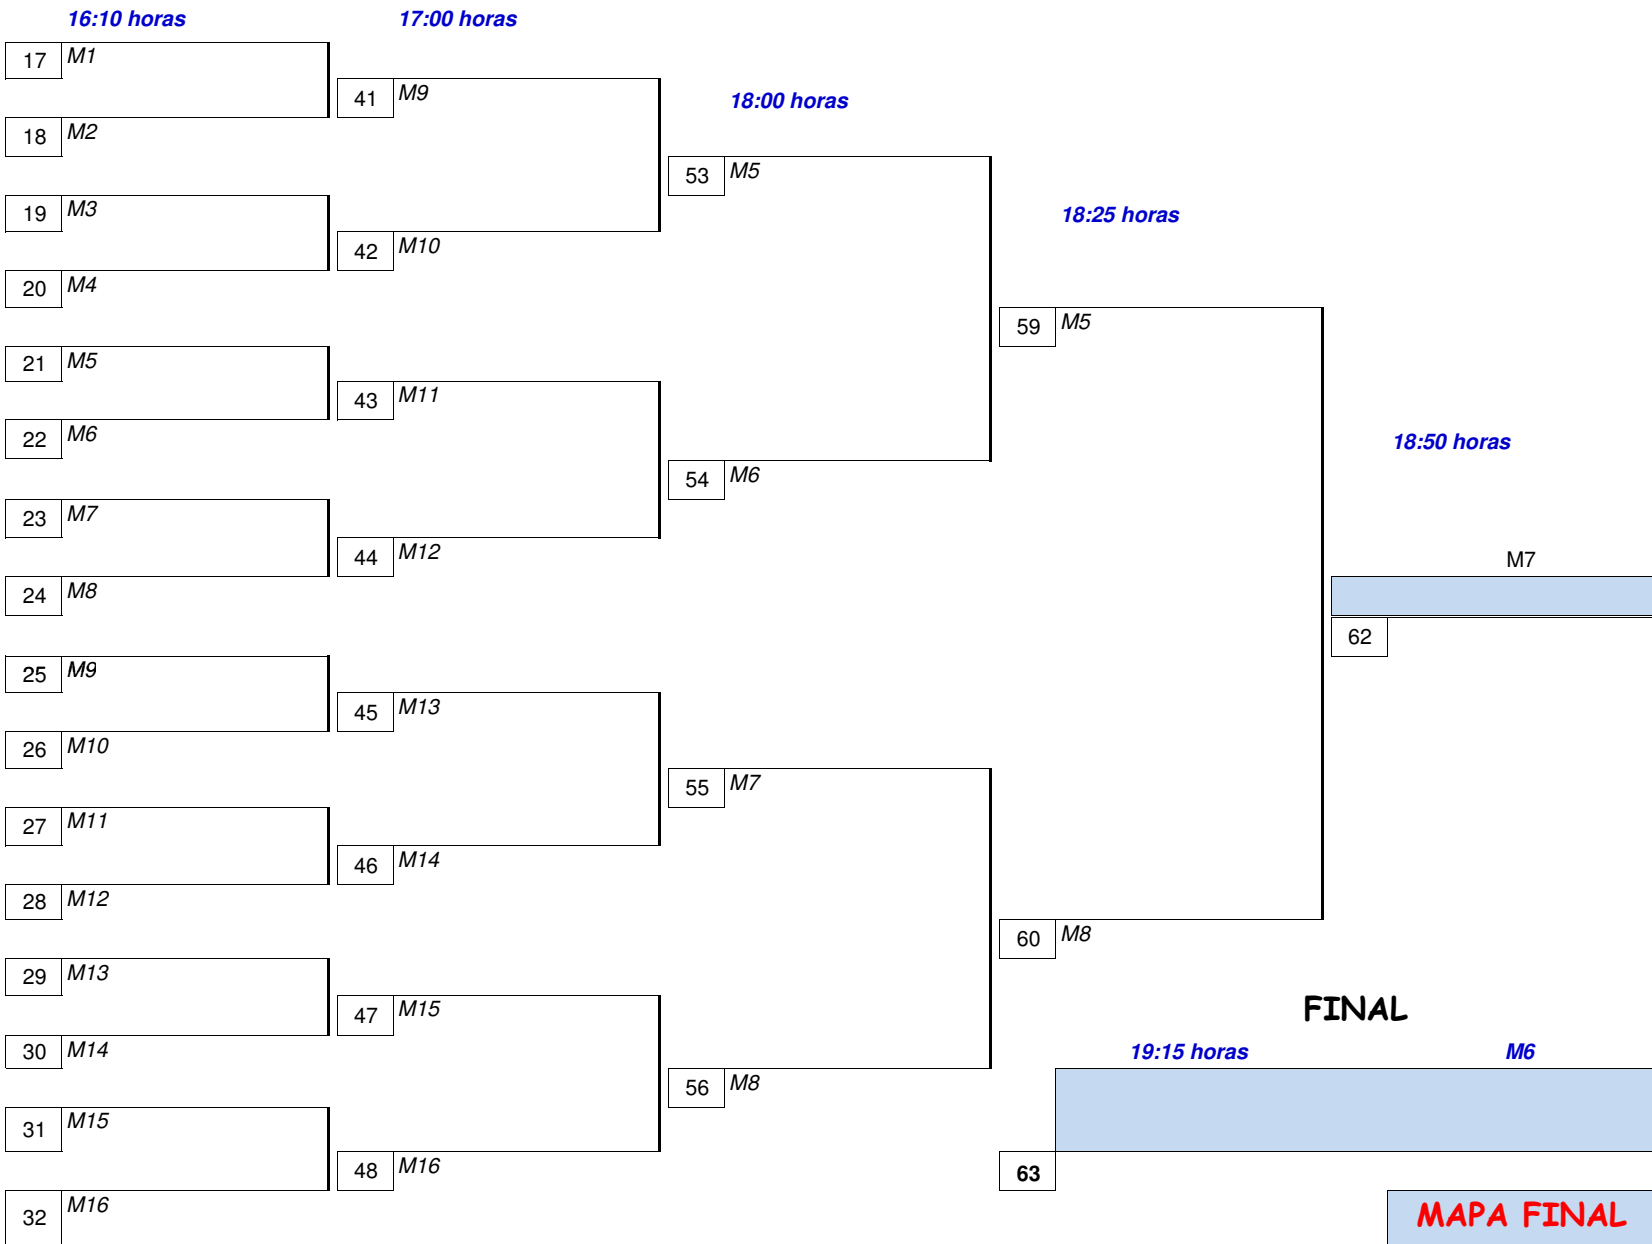 16:10 horas 17:00 horas
17 M1
41 M9
18:00 horas
18 M2
53 M5
19 M3
18:25 horas
42 M10
20 M4
59 M5
21 M5
43 M11
22 M6
18:50 horas
54 M6
23 M7
44 M12
M7
24 M8
62
25 M9
45 M13
26 M10
55 M7
27 M11
46 M14
28 M12
60 M8
29 M13
47 M15
FINAL
30 M14
19:15 horas M6
56 M8
31 M15
48 M16
63
32 M16
MAPA FINAL